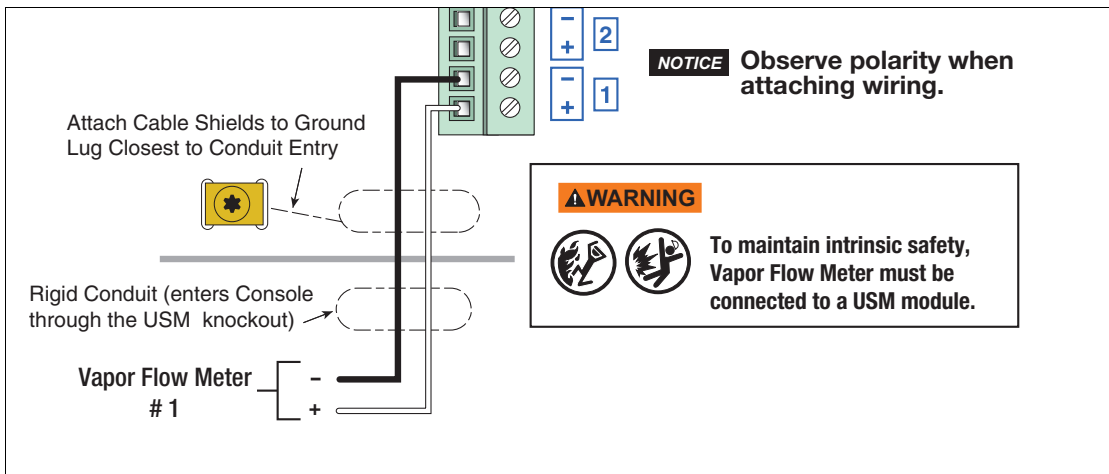 −
+
2
−
+
1
NOTICE Observe polarity when
attaching wiring.
Attach Cable Shields to Ground
Lug Closest to Conduit Entry
WARNING
To maintain intrinsic safety,
Vapor Flow Meter must be
connected to a USM module.
Rigid Conduit (enters Console
through the USM knockout)
Vapor Flow Meter
# 1
−
+